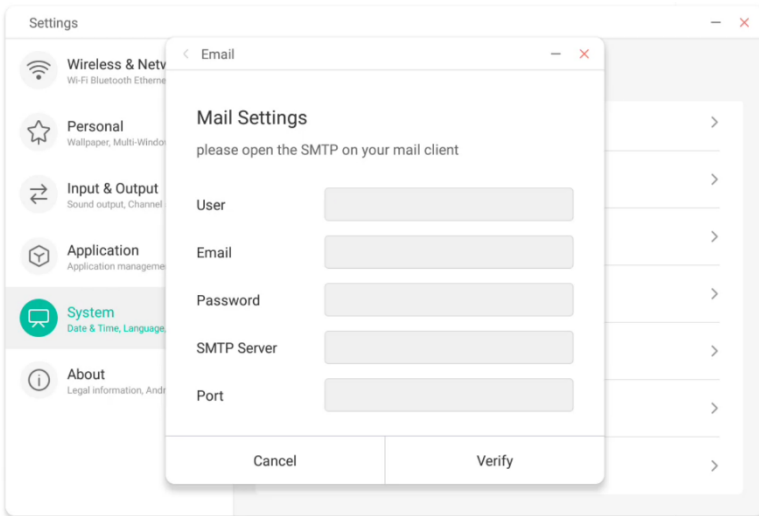 Settings
Wireless & Netw
Wi-Fi Bluetooth Etherne
Personal
Wallpaper, Multi-Windo
Input & Output
Sound output, Channel
Application
Application manageme
System
Date & Time, Language,
About
Legal information, Andr
Email
Mail Settings
please open the SMTP on your mail client
User
Email
Password
SMTP Server
Port
Cancel
Verify